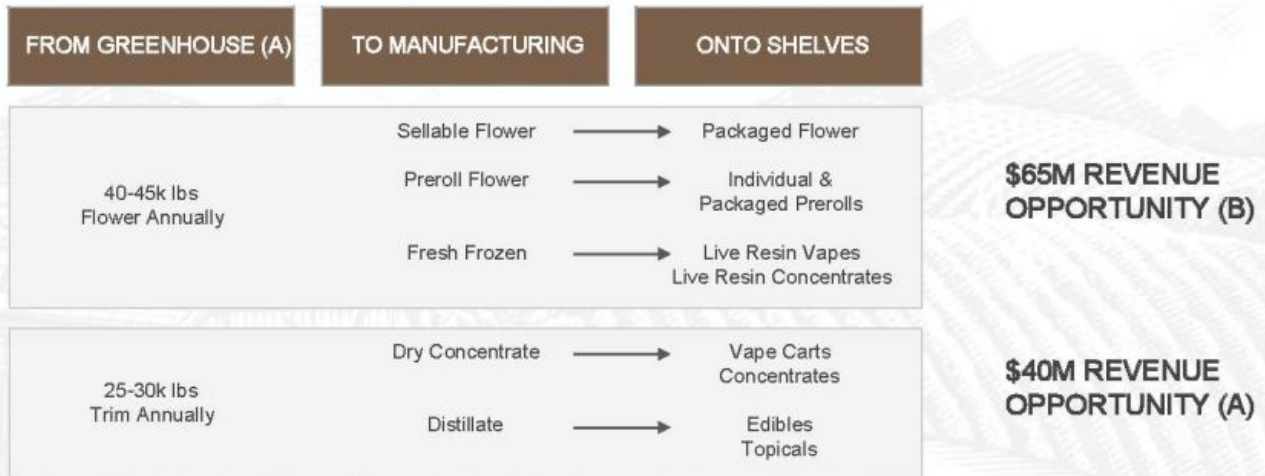 FROM GREENHOUSE (A)
TO MANUFACTURING
ONTO SHELVES
40-45k lbs
Flower Annually
Sellable Flower
Packaged Flower
Preroll Flower
Individual &
Packaged Prerolls
Fresh Frozen
Live Resin Vapes
Live Resin Concentrates
$65M REVENUE
OPPORTUNITY (B)
25-30k lbs
Trim Annually
Dry Concentrate
Vape Carts
Concentrates
Distillate
Edibles
Topicals
$40M REVENUE
OPPORTUNITY (A)